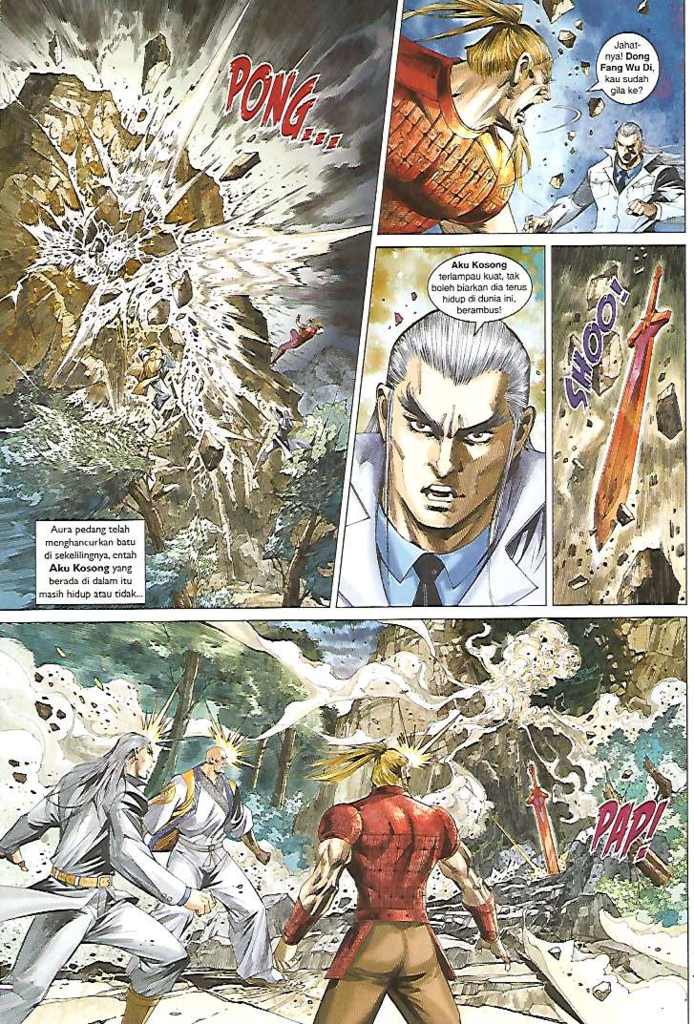 PONG...
Aura pedang telah
menghancurkan batu
di sekelilingnya, entah
Aku Kosong yang
berada di dalam itu
masih hidup atau tidak...
Jahat-
nya! Dong
Fang Wu Di,
kau sudah
gila ke?
Aku Kosong
terlampau kuat, tak
boleh biarkan dia terus
hidup di dunia ini,
berambus!
SHOO!
PAP!